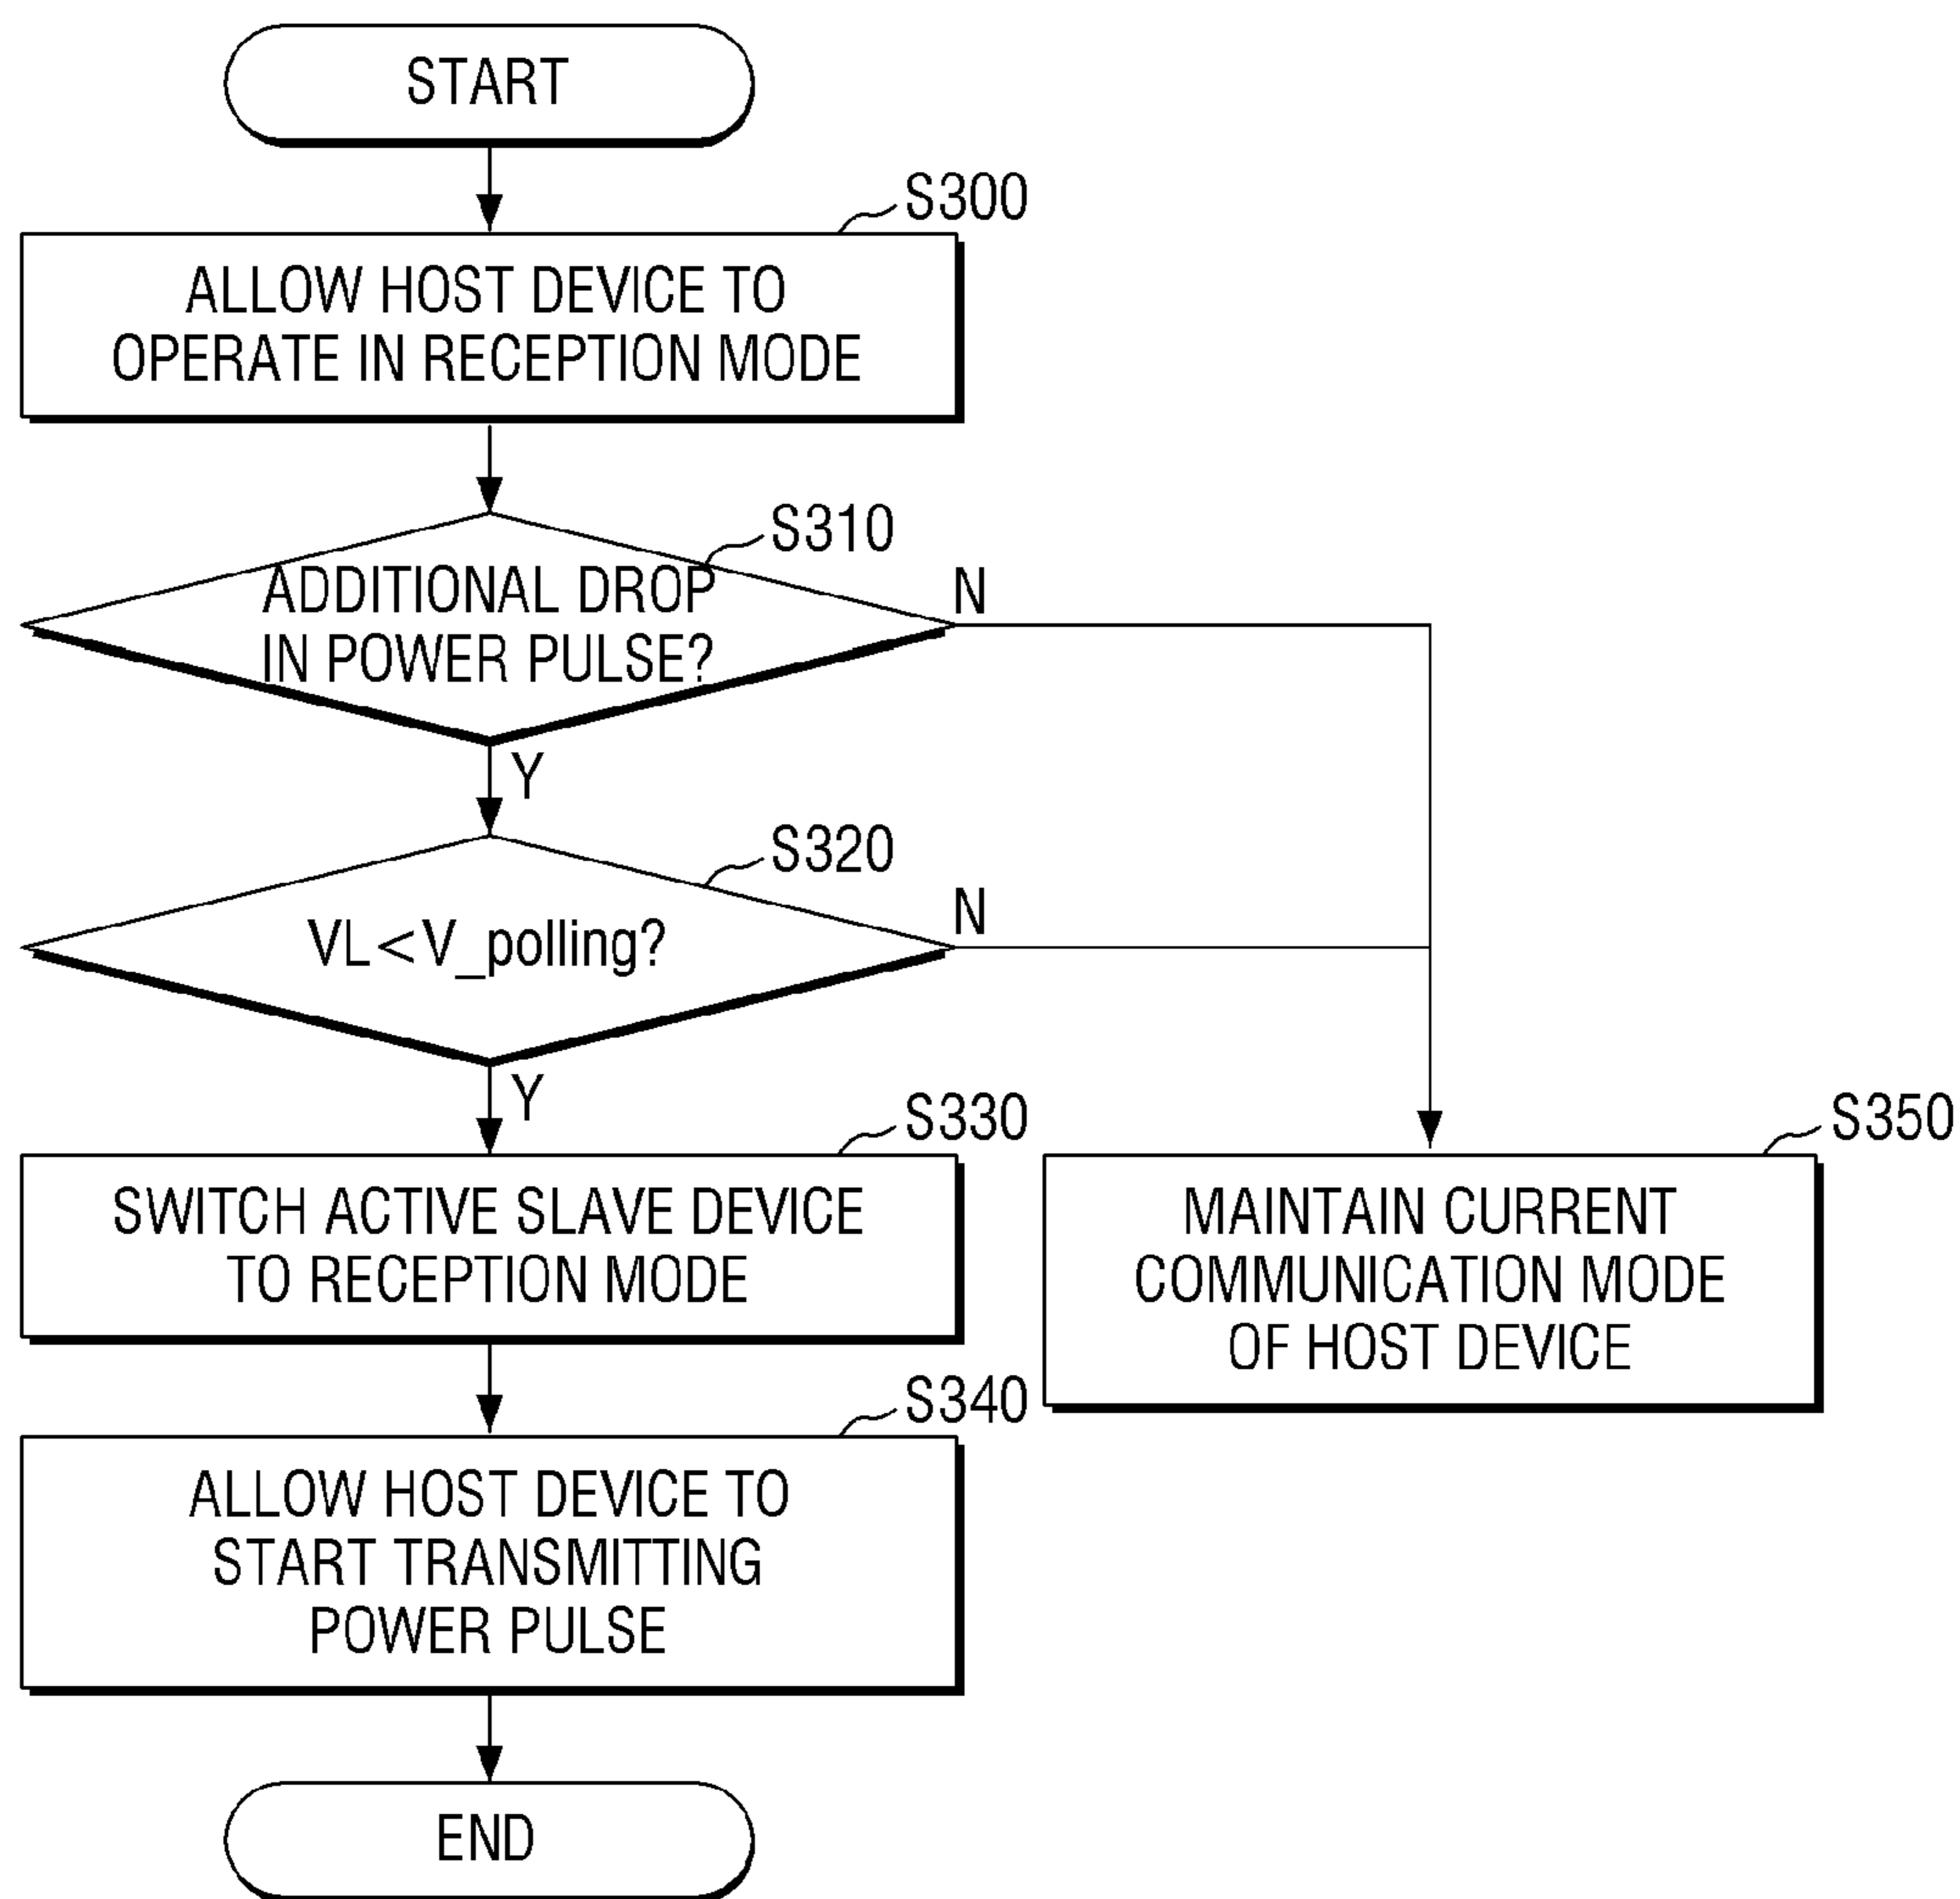 START
S300
ALLOW HOST DEVICE TO
OPERATE IN RECEPTION MODE
S310
ADDITIONAL DROP
IN POWER PULSE?
N
Y
S320
VL<V_polling?
N
Y
S330
SWITCH ACTIVE SLAVE DEVICE
TO RECEPTION MODE
S350
MAINTAIN CURRENT
COMMUNICATION MODE
OF HOST DEVICE
S340
ALLOW HOST DEVICE TO
START TRANSMITTING
POWER PULSE
END